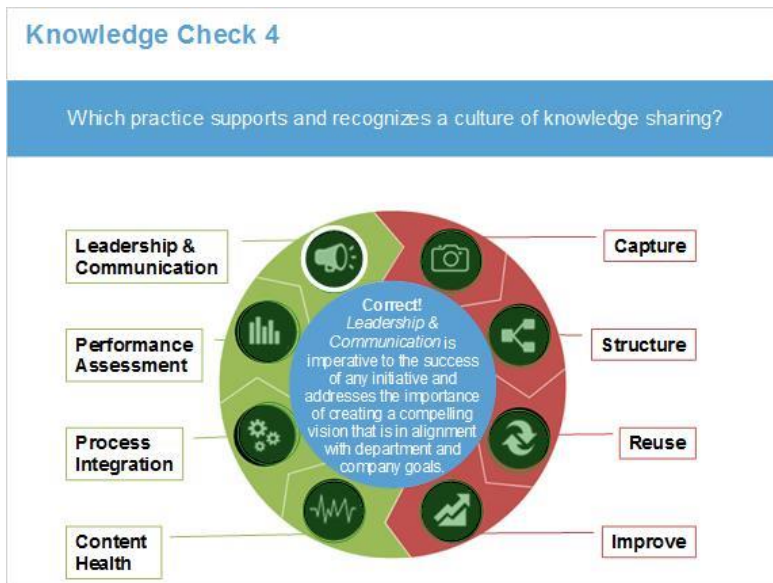 Knowledge Check 4
Which practice supports and recognizes a culture of knowledge sharing?
Leadership &
Communication
Performance
Assessment
Process
Integration
Content
Health
Correct!
Leadership &
Communication is
imperative to the success
of any initiative and
addresses the importance
of creating a compelling
vision that is in alignment
with department and
company goals.
Capture
Structure
Reuse
Improve